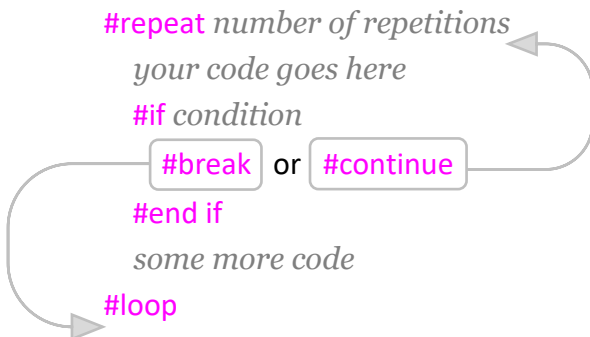 #repeat number of repetitions
your code goes here
#if condition
#break or #continue
#end if
some more code
#loop